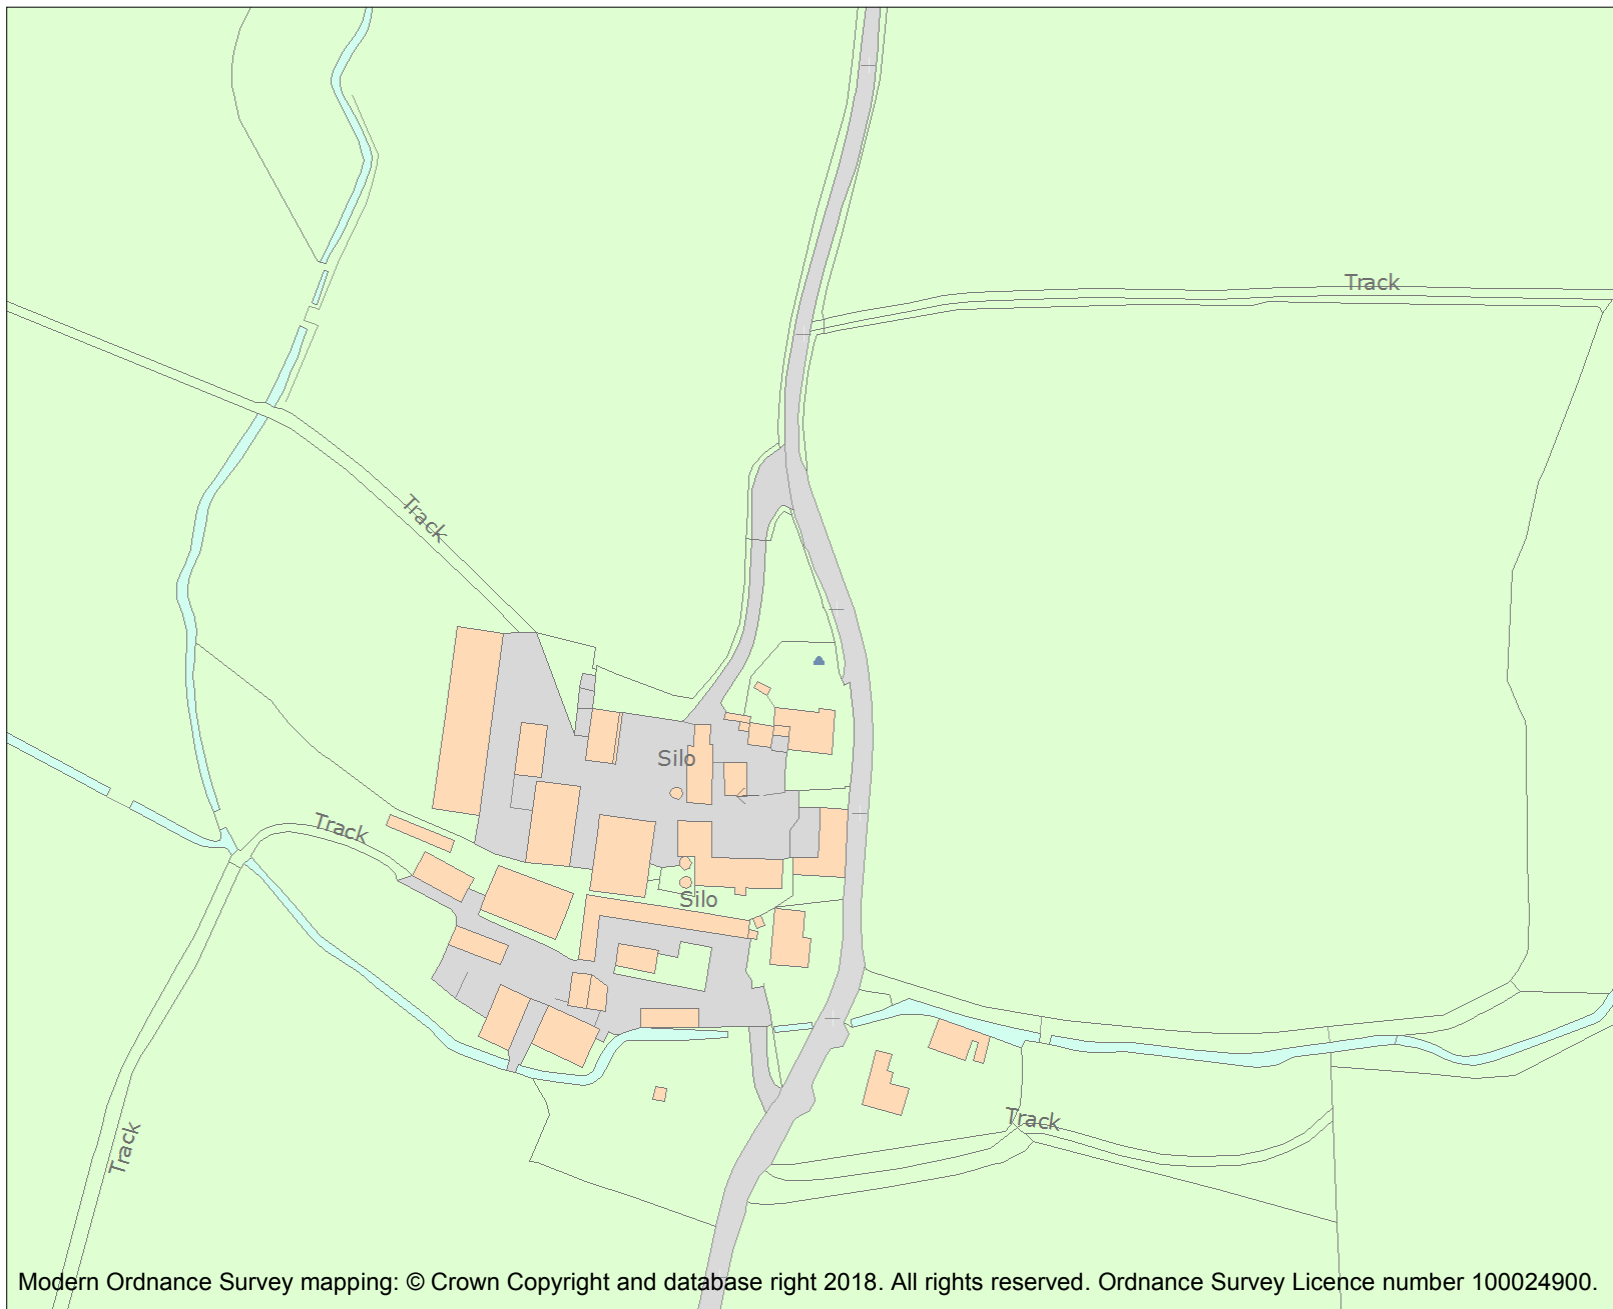 Track
Track
Silo
Track
Silo
Track
Track
Modern Ordnance Survey mapping: © Crown Copyright and database right 2018. All rights reserved. Ordnance Survey Licence number 100024900.